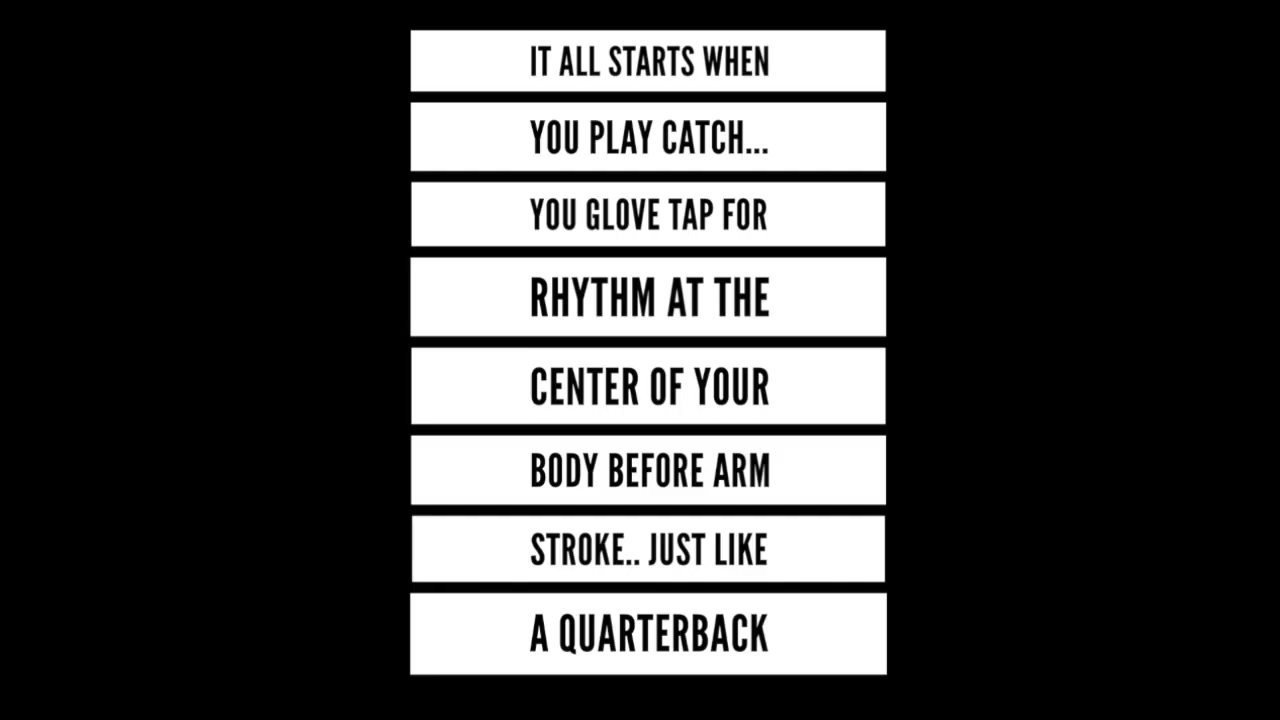 IT ALL STARTS WHEN
YOU PLAY CATCH...
YOU GLOVE TAP FOR
RHYTHM AT THE
CENTER OF YOUR
BODY BEFORE ARM
STROKE.. JUST LIKE
A QUARTERBACK